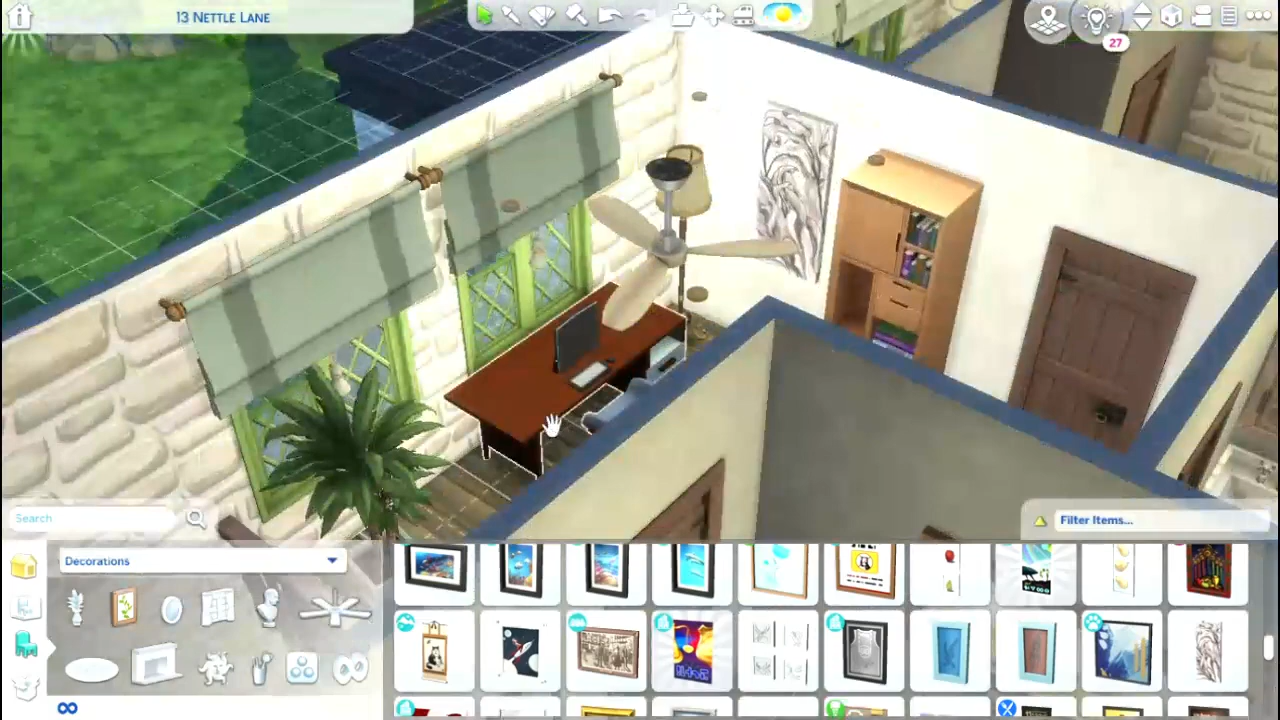 13 NETTLE LANE
27
Search
Filter Items...
Decorations